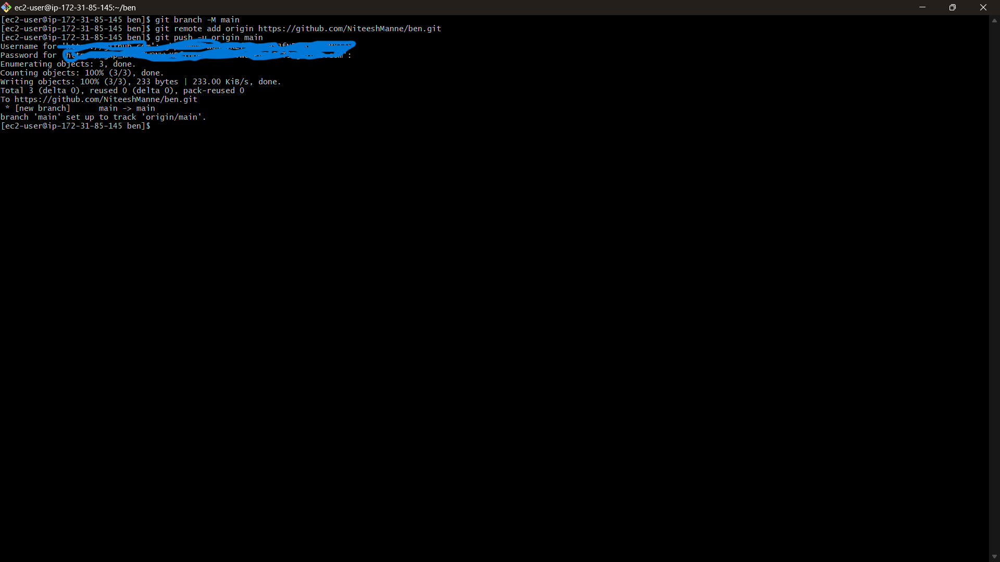 ec2-user@ip-172-31-85-145:~/ben
[ec2-user@ip-172-31-85-145 ben]$ git branch -M main
[ec2-user@ip-172-31-85-145 ben]$ git remote add origin https://github.com/NiteeshManne/ben.git
[ec2-user@ip-172-31-85-145 ben]$ git push -u origin main
Username for
Password for
Enumerating objects: 3, done.
Counting objects: 100% (3/3), done.
Writing objects: 100% (3/3), 233 bytes | 233.00 KiB/s, done.
Total 3 (delta 0), reused 0 (delta 0), pack-reused 0
To https://github.com/NiteeshManne/ben.git
 * [new branch]      main -> main
branch 'main' set up to track 'origin/main'.
[ec2-user@ip-172-31-85-145 ben]$